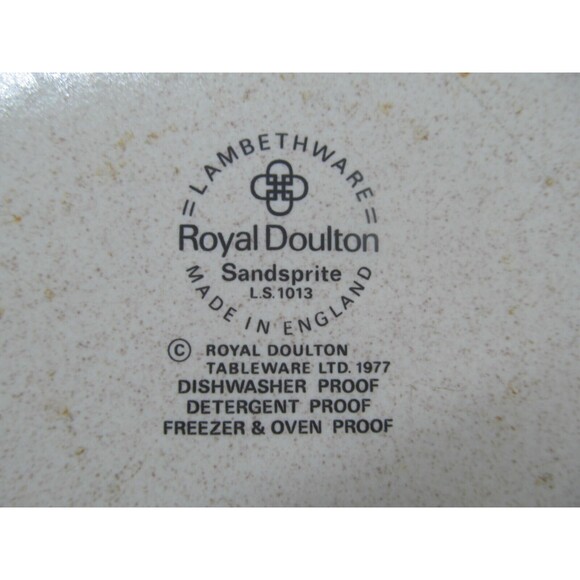 = LAMBETHWARE =
Royal Doulton
Sandsprite
L.S.1013
MADE IN ENGLAND
© ROYAL DOULTON
TABLEWARE LTD. 1977
DISHWASHER PROOF
DETERGENT PROOF
FREEZER & OVEN PROOF